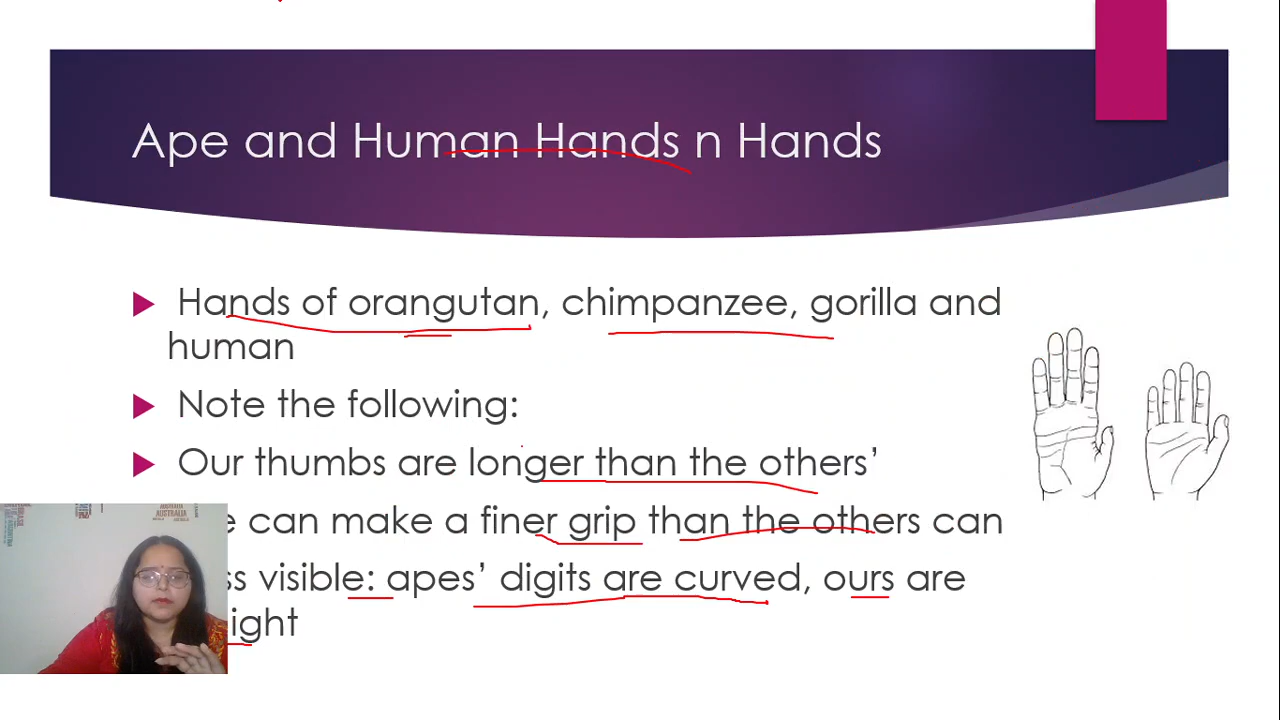 Ape and Human Hands n Hands
Hands of orangutan, chimpanzee, gorilla and
human
Note the following:
Our thumbs are longer than the others’
can make a finer grip than the others can
visible: apes’ digits are curved, ours are
AUSTRALIA